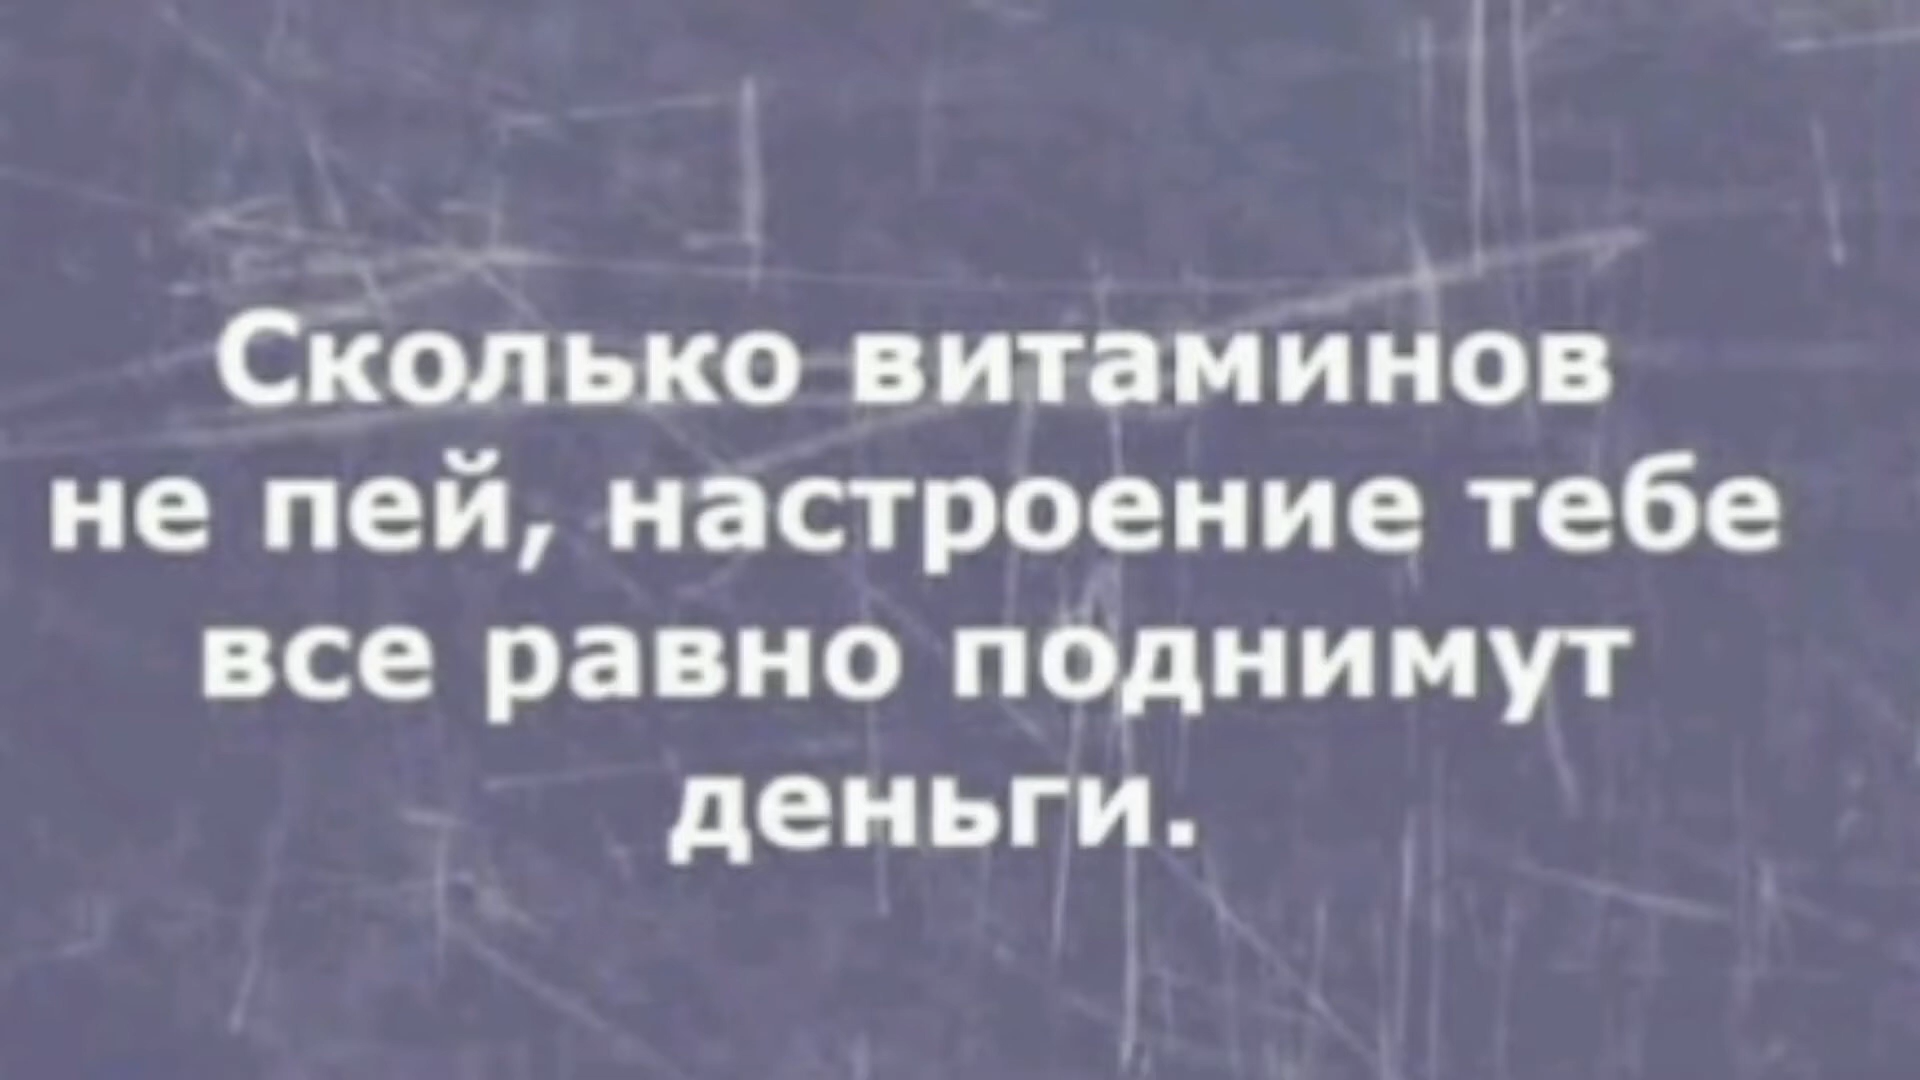 Сколько витаминов
не пей, настроение тебе
все равно поднимут
деньги.